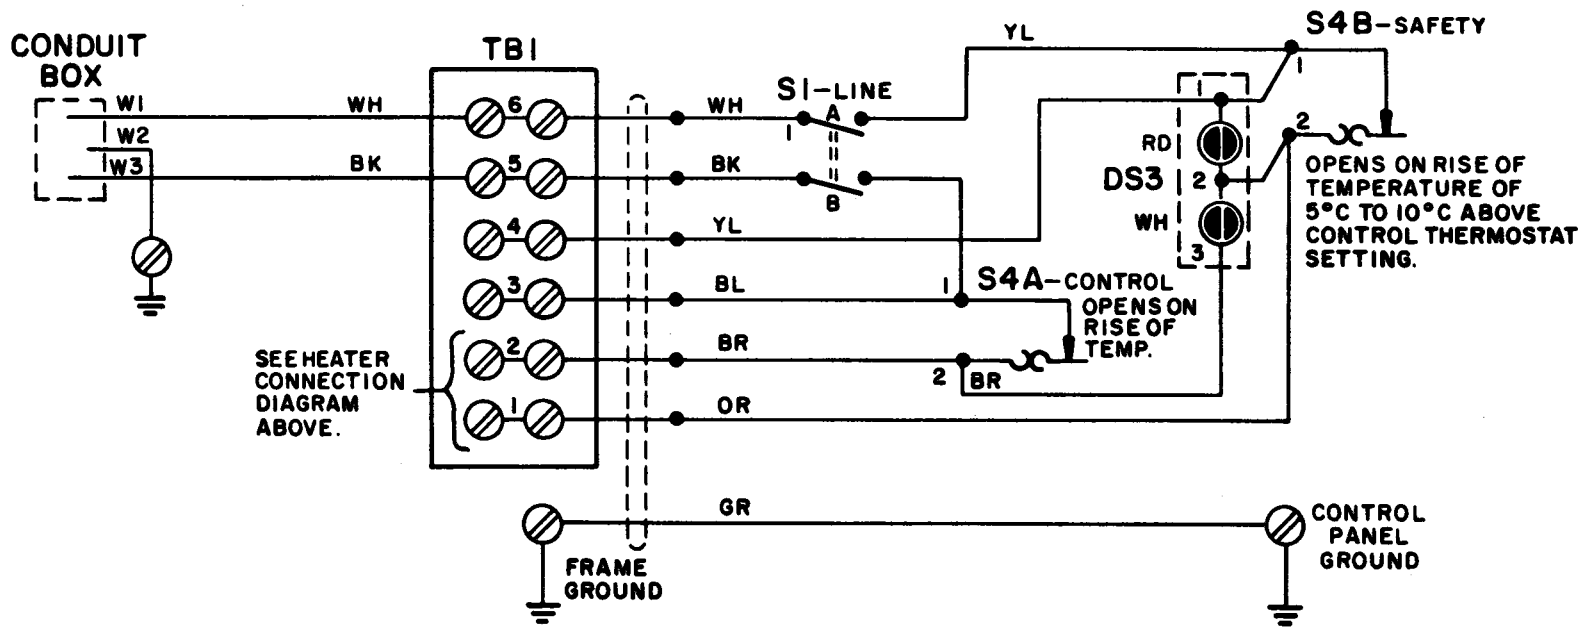 CONDUIT
BOX
W1
W2
W3
WH
BK
TB1
6
5
4
3
2
1
SEE HEATER
CONNECTION
DIAGRAM
ABOVE.
WH
BK
YL
BL
BR
OR
GR
S1-LINE
A
1
B
YL
S4B-SAFETY
1
2
OPENS ON RISE OF
TEMPERATURE OF
5°C TO 10°C ABOVE
CONTROL THERMOSTAT
SETTING.
1
RD
DS3 2
WH
3
1
S4A-CONTROL
OPENS ON
RISE OF
TEMP.
2
BR
FRAME
GROUND
CONTROL
PANEL
GROUND